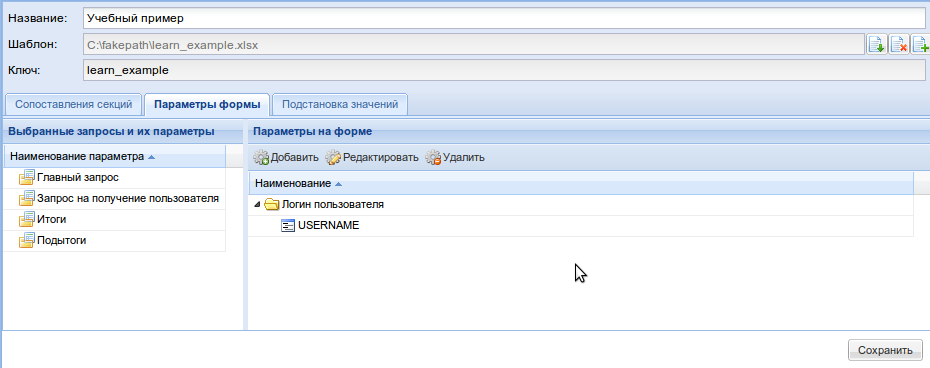 Название: Учебный пример
Шаблон: C:\fakepath\learn_example.xlsx
Ключ: learn_example
Сопоставления секций Параметры формы Подстановка значений
Выбранные запросы и их параметры
Наименование параметра
Главный запрос
Запрос на получение пользователя
Итоги
Подытоги
Параметры на форме
Добавить Редактировать Удалить
Наименование
Логин пользователя
USERNAME
Сохранить